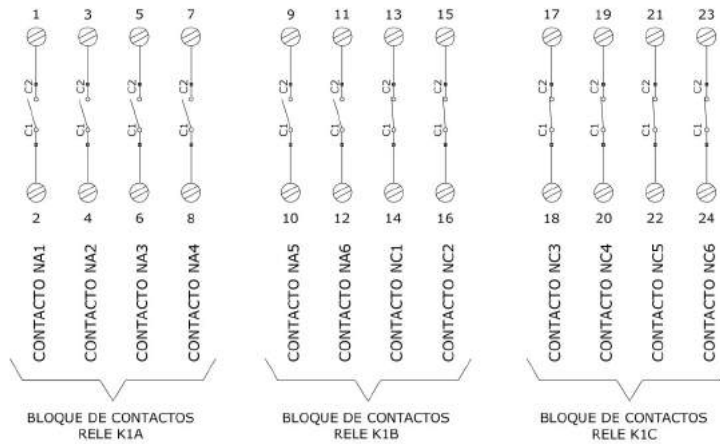 1 3 5 7 9 11 13 15 17 19 21 23
C2 C2 C2 C2 C2 C2 C2 C2 C2 C2 C2 C2
C1 C1 C1 C1 C1 C1 C1 C1 C1 C1 C1 C1
2 4 6 8 10 12 14 16 18 20 22 24
CONTACTO NA1
CONTACTO NA2
CONTACTO NA3
CONTACTO NA4
CONTACTO NA5
CONTACTO NA6
CONTACTO NC1
CONTACTO NC2
CONTACTO NC3
CONTACTO NC4
CONTACTO NC5
CONTACTO NC6
BLOQUE DE CONTACTOS
RELE K1A
BLOQUE DE CONTACTOS
RELE K1B
BLOQUE DE CONTACTOS
RELE K1C